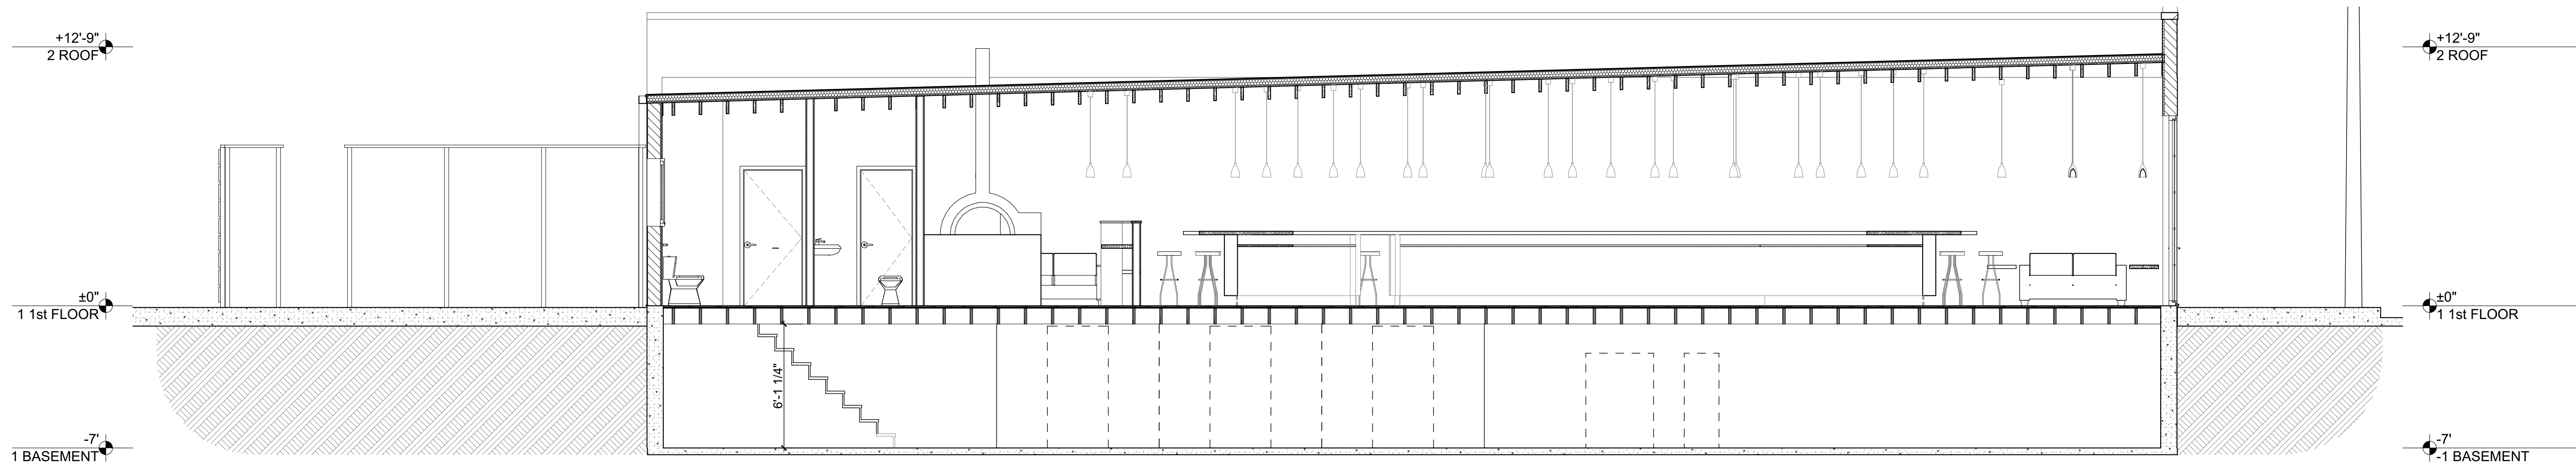 +12'-9"
2 ROOF
+12'-9"
2 ROOF
±0"
1 1st FLOOR
±0"
1 1st FLOOR
6'-1 1/4"
-7'
1 BASEMENT
-7'
-1 BASEMENT